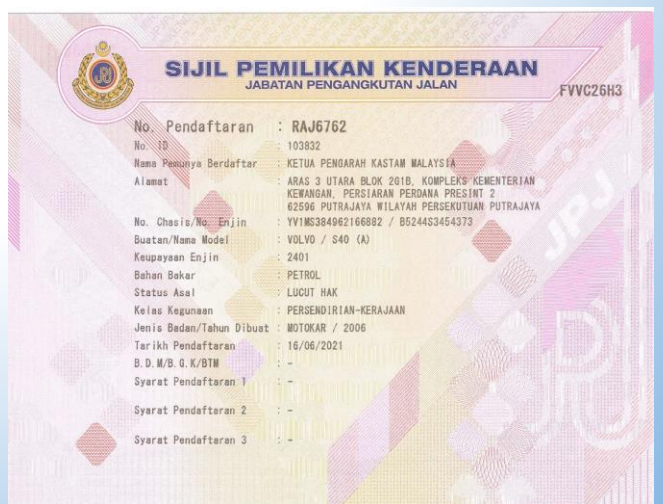 SIJIL PEMILIKAN KENDERAAN
JABATAN PENGANGKUTAN JALAN
FVVC26H3
No. Pendaftaran : RAJ6762
No. ID : 103832
Nama Pemunya Berdaftar : KETUA PENGARAH KASTAM MALAYSIA
Alamat : ARAS 3 UTARA BLOK 2G1B, KOMPLEKS KEMENTERIAN
KEWANGAN, PERSIARAN PERDANA PRESINT 2
62596 PUTRAJAYA WILAYAH PERSEKUTUAN PUTRAJAYA
No. Chasis/No. Enjin : YV1MS384962166882 / B5244S3454373
Buatan/Nama Model : VOLVO / S40 (A)
Keupayaan Enjin : 2401
Bahan Bakar : PETROL
Status Asal : LUCUT HAK
Kelas Kegunaan : PERSENDIRIAN-KERAJAAN
Jenis Badan/Tahun Dibuat : MOTOKAR / 2006
Tarikh Pendaftaran : 16/06/2021
B.D.M/B.G.K/BTM : -
Syarat Pendaftaran 1 : -
Syarat Pendaftaran 2 : -
Syarat Pendaftaran 3 : -
JPJ